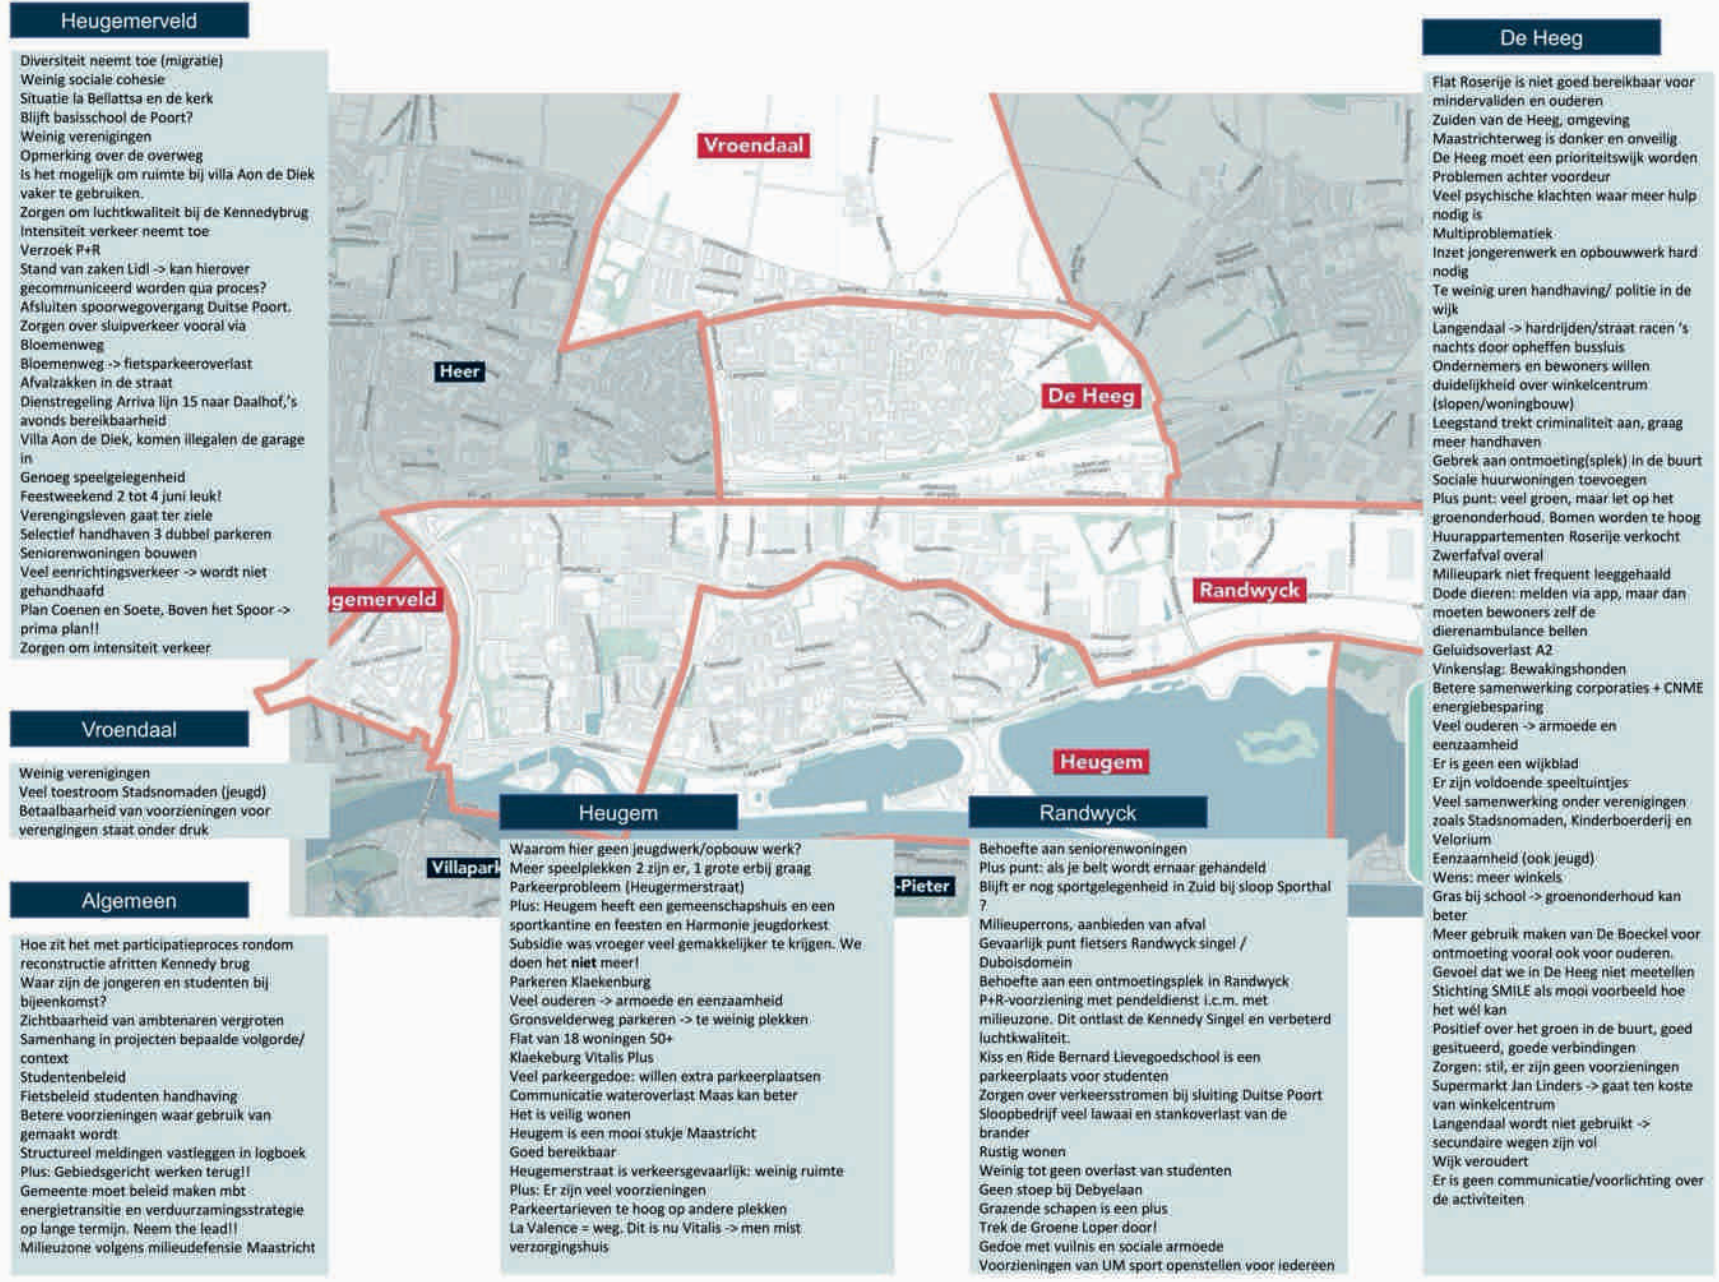 Heugemerveld
Diversiteit neemt toe (migratie)
Weinig sociale cohesie
Situatie la Bellattsa en de kerk
Blijft basisschool de Poort?
Weinig verenigingen
Opmerking over de overweg
Is het mogelijk om ruimte bij villa Aon de Diek
vaker te gebruiken.
Zorgen om luchtkwaliteit bij de Kennedybrug
Intensiteit verkeer neemt toe
Verzoek P+R
Stand van zaken Lidl -> kan hierover
gecommuniceerd worden qua proces?
Afsluiten spoorwegovergang Duitse Poort.
Zorgen over sluipverkeer vooral via
Bloemenweg
Bloemenweg -> fietsparkeeroverlast
Afvalzakken in de straat
Dienstregeling Arriva lijn 15 naar Daalhof,'s
avonds bereikbaarheid
Villa Aon de Diek, komen illegalen de garage
in
Genoeg speelgelegenheid
Feestweekend 2 tot 4 juni leuk!
Verengingsleven gaat ter ziele
Selectief handhaven 3 dubbel parkeren
Seniorenwoningen bouwen
Veel eenrichtingsverkeer -> wordt niet
gehandhaafd
Plan Coenen en Soete, Boven het Spoor ->
prima plan!!
Zorgen om intensiteit verkeer
Vroendaal
Weinig verenigingen
Veel toestroom Stadsnomaden (jeugd)
Betaalbaarheid van voorzieningen voor
verengingen staat onder druk
Algemeen
Hoe zit het met participatieproces rondom
reconstructie afritten Kennedy brug
Waar zijn de jongeren en studenten bij
bijeenkomst?
Zichtbaarheid van ambtenaren vergroten
Samenhang in projecten bepaalde volgorde/
context
Studentenbeleid
Fietsbeleid studenten handhaving
Betere voorzieningen waar gebruik van
gemaakt wordt
Structureel meldingen vastleggen in logboek
Plus: Gebiedsgericht werken terug!!
Gemeente moet beleid maken mbt
energietransitie en verduurzamingsstrategie
op lange termijn. Neem the lead!!
Milieuzone volgens milieudefensie Maastricht
Vroendaal
Heer
De Heeg
gemerveld
Randwyck
Heugem
Villapark
-Pieter
Heugem
Waarom hier geen jeugdwerk/opbouw werk?
Meer speelplekken 2 zijn er, 1 grote erbij graag
Parkeerprobleem (Heugermerstraat)
Plus: Heugem heeft een gemeenschapshuis en een
sportkantine en feesten en Harmonie jeugdorkest
Subsidie was vroeger veel gemakkelijker te krijgen. We
doen het niet meer!
Parkeren Klaekenburg
Veel ouderen -> armoede en eenzaamheid
Gronsvelderweg parkeren -> te weinig plekken
Flat van 18 woningen 50+
Klaekeburg Vitalis Plus
Veel parkeergedoe: willen extra parkeerplaatsen
Communicatie wateroverlast Maas kan beter
Het is veilig wonen
Heugem is een mooi stukje Maastricht
Goed bereikbaar
Heugemerstraat is verkeersgevaarlijk: weinig ruimte
Plus: Er zijn veel voorzieningen
Parkeertarieven te hoog op andere plekken
La Valence = weg. Dit is nu Vitalis -> men mist
verzorgingshuis
Randwyck
Behoefte aan seniorenwoningen
Plus punt: als je belt wordt ernaar gehandeld
Blijft er nog sportgelegenheid in Zuid bij sloop Sporthal
?
Milieuperrons, aanbieden van afval
Gevaarlijk punt fietsers Randwyck singel /
Duboisdomein
Behoefte aan een ontmoetingsplek in Randwyck
P+R-voorziening met pendeldienst i.c.m. met
milieuzone. Dit ontlast de Kennedy Singel en verbeterd
luchtkwaliteit.
Kiss en Ride Bernard Lievegoedschool is een
parkeerplaats voor studenten
Zorgen over verkeersstromen bij sluiting Duitse Poort
Sloopbedrijf veel lawaai en stankoverlast van de
brander
Rustig wonen
Weinig tot geen overlast van studenten
Geen stoep bij Debyelaan
Grazende schapen is een plus
Trek de Groene Loper door!
Gedoe met vuilnis en sociale armoede
Voorzieningen van UM sport openstellen voor iedereen
De Heeg
Flat Roserije is niet goed bereikbaar voor
mindervaliden en ouderen
Zuiden van de Heeg, omgeving
Maastrichterweg is donker en onveilig
De Heeg moet een prioriteitswijk worden
Problemen achter voordeur
Veel psychische klachten waar meer hulp
nodig is
Multiproblematiek
Inzet jongerenwerk en opbouwwerk hard
nodig
Te weinig uren handhaving/ politie in de
wijk
Langendaal -> hardrijden/straat racen 's
nachts door opheffen bussluis
Ondernemers en bewoners willen
duidelijkheid over winkelcentrum
(slopen/woningbouw)
Leegstand trekt criminaliteit aan, graag
meer handhaven
Gebrek aan ontmoeting(splek) in de buurt
Sociale huurwoningen toevoegen
Plus punt: veel groen, maar let op het
groenonderhoud. Bomen worden te hoog
Huurappartementen Roserije verkocht
Zwerfafval overal
Milieupark niet frequent leeggehaald
Dode dieren: melden via app, maar dan
moeten bewoners zelf de
dierenambulance bellen
Geluidsoverlast A2
Vinkenslag: Bewakingshonden
Betere samenwerking corporaties + CNME
energiebesparing
Veel ouderen -> armoede en
eenzaamheid
Er is geen een wijkblad
Er zijn voldoende speeltuintjes
Veel samenwerking onder verenigingen
zoals Stadsnomaden, Kinderboerderij en
Velorium
Eenzaamheid (ook jeugd)
Wens: meer winkels
Gras bij school -> groenonderhoud kan
beter
Meer gebruik maken van De Boeckel voor
ontmoeting vooral ook voor ouderen.
Gevoel dat we in De Heeg niet meetellen
Stichting SMILE als mooi voorbeeld hoe
het wél kan
Positief over het groen in de buurt, goed
gesitueerd, goede verbindingen
Zorgen: stil, er zijn geen voorzieningen
Supermarkt Jan Linders -> gaat ten koste
van winkelcentrum
Langendaal wordt niet gebruikt ->
secundaire wegen zijn vol
Wijk verouderd
Er is geen communicatie/voorlichting over
de activiteiten